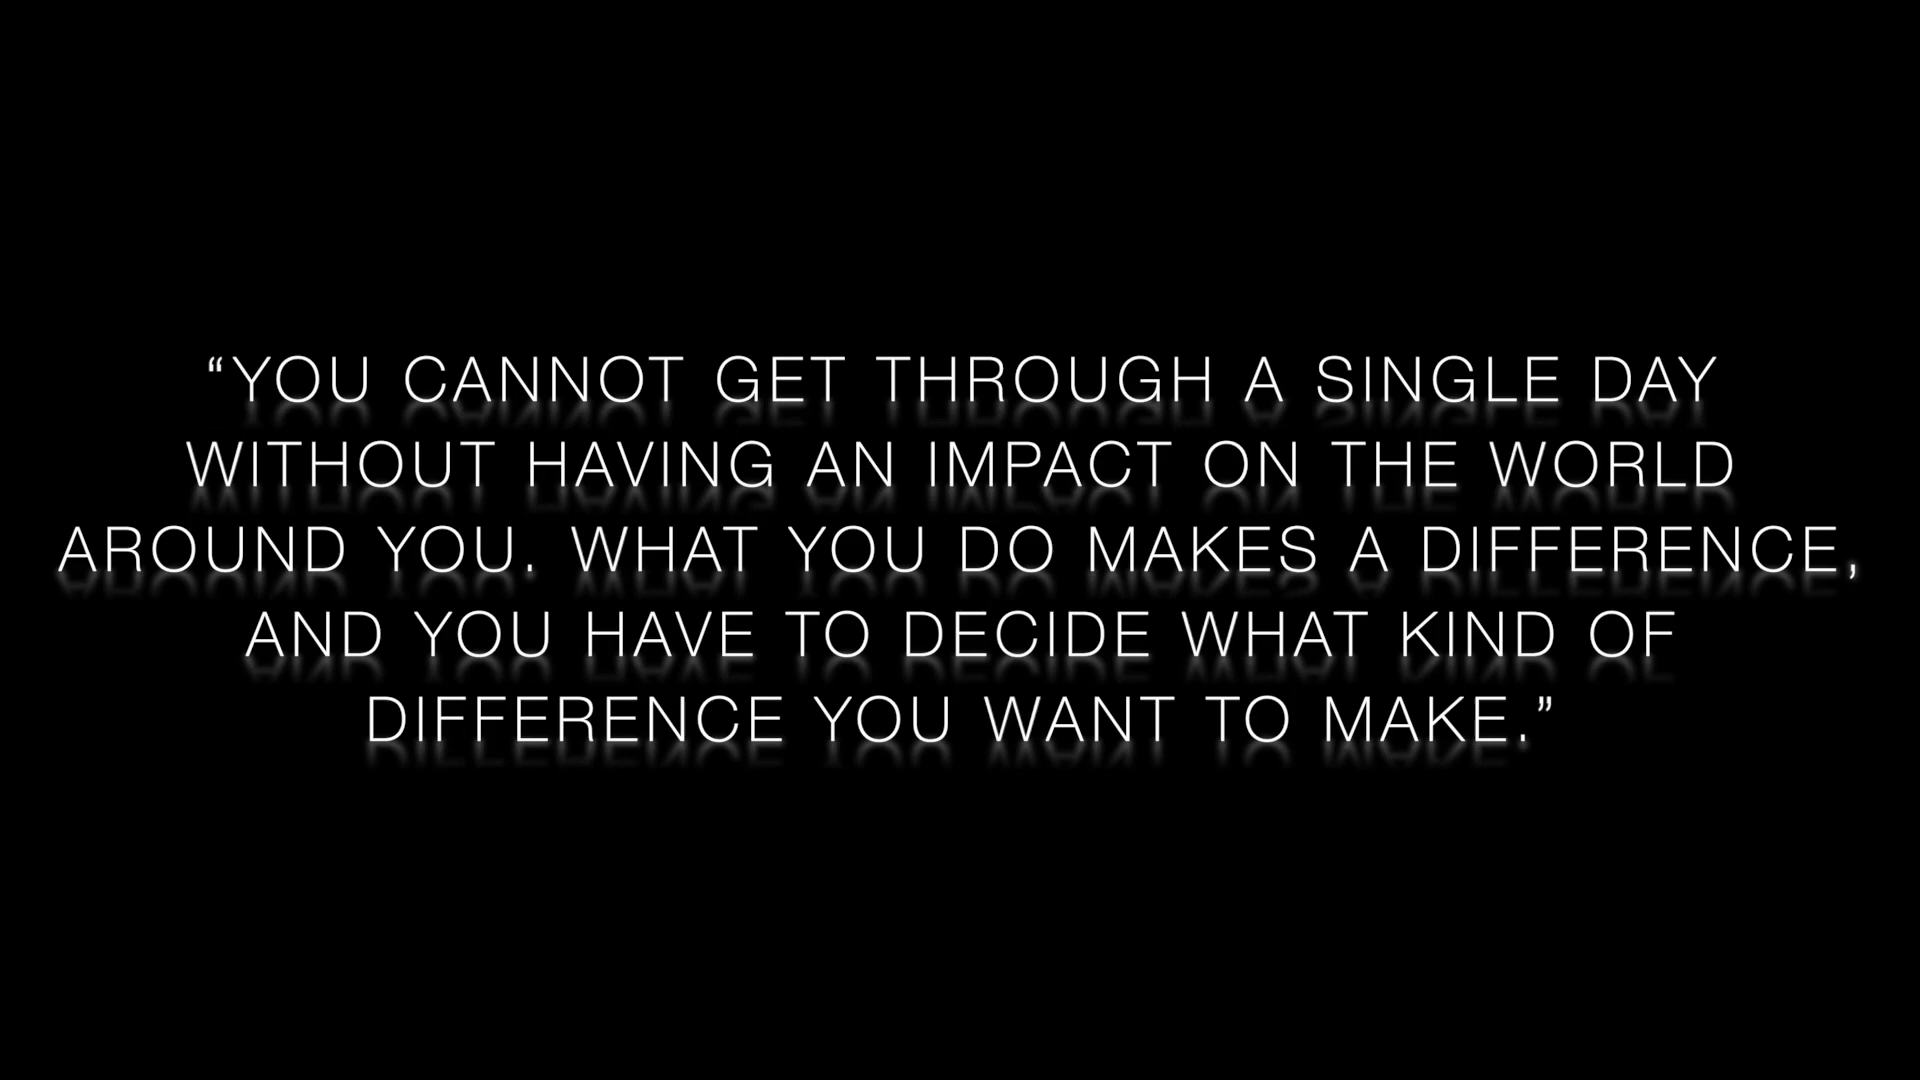 “YOU CANNOT GET THROUGH A SINGLE DAY
WITHOUT HAVING AN IMPACT ON THE WORLD
AROUND YOU. WHAT YOU DO MAKES A DIFFERENCE,
AND YOU HAVE TO DECIDE WHAT KIND OF
DIFFERENCE YOU WANT TO MAKE.”